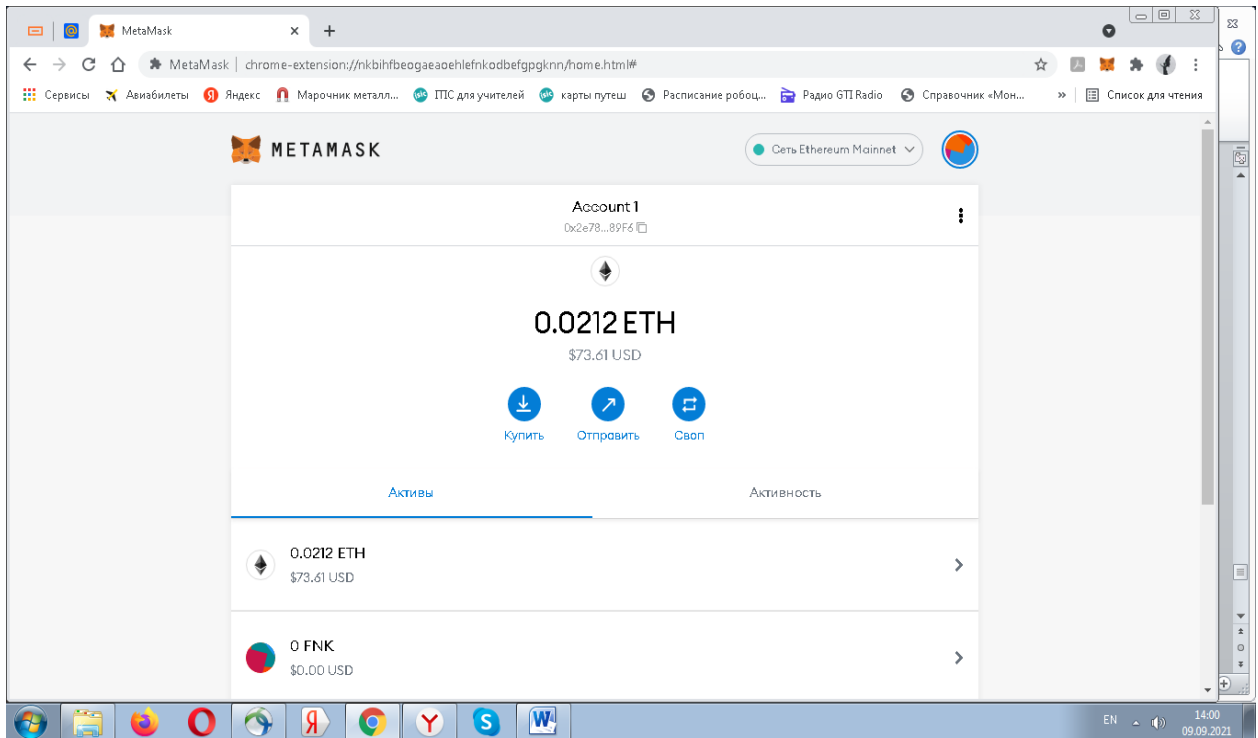 MetaMask
MetaMask | chrome-extension://nkbihfbeogaeaoehlefnkodbefgpgknn/home.html#
Сервисы Авиабилеты Яндекс Марочник металл... ГПС для учителей карты путеш Расписание робоц... Радио GTI Radio Справочник «Мон... » Список для чтения
METAMASK
Сеть Ethereum Mainnet
Account 1
0x2e78...89F6
0.0212 ETH
$73.61 USD
Купить Отправить Своп
Активы Активность
0.0212 ETH
$73.61 USD
0 FNK
$0.00 USD
EN 14:00
09.09.2021